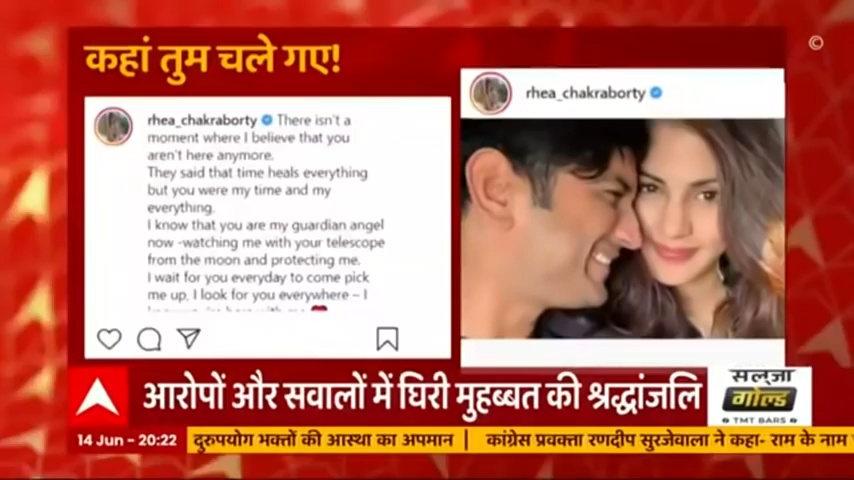 कहां तुम चले गए!
©
rhea_chakraborty There isn't a
moment where I believe that you
aren't here anymore.
They said that time heals everything
but you were my time and my
everything.
I know that you are my guardian angel
now -watching me with your telescope
from the moon and protecting me.
I wait for you everyday to come pick
me up, I look for you everywhere – I
rhea_chakraborty
आरोपों और सवालों में घिरी मुहब्बत की श्रद्धांजलि
सलूजा
गोल्ड
TMT BARS
14 Jun - 20:22
दुरुपयोग भक्तों की आस्था का अपमान | कांग्रेस प्रवक्ता रणदीप सुरजेवाला ने कहा- राम के नाम